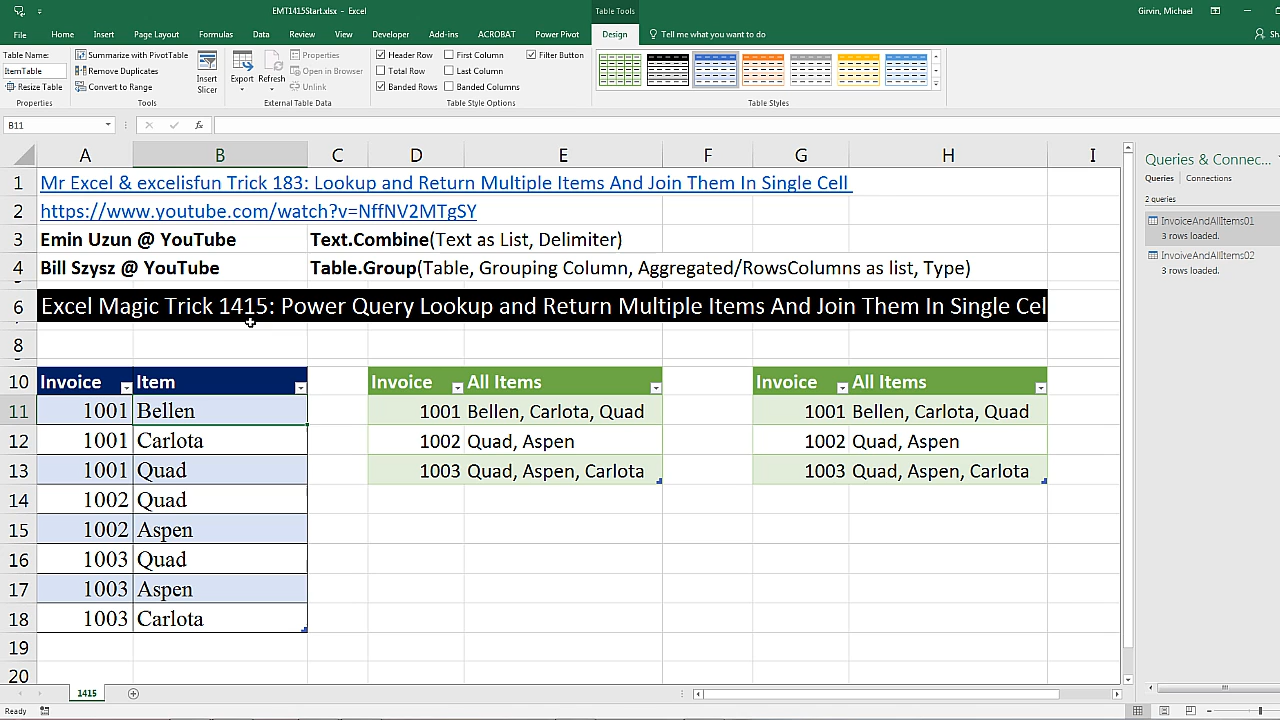 EMT1415Start.xlsx - Excel
Table Tools
Girvin, Michael
File Home Insert Page Layout Formulas Data Review View Developer Add-ins ACROBAT Power Pivot Design Tell me what you want to do
Table Name:
ItemTable
Resize Table
Properties
Summarize with PivotTable
Remove Duplicates
Convert to Range
Tools
Insert Slicer
Export
Refresh
Properties
Open in Browser
Unlink
External Table Data
Header Row
Total Row
Banded Rows
First Column
Last Column
Banded Columns
Filter Button
Table Style Options
Table Styles
B11
fx
A B C D E F G H I
1 Mr Excel & excelisfun Trick 183: Lookup and Return Multiple Items And Join Them In Single Cell
2 https://www.youtube.com/watch?v=NffNV2MTgSY
3 Emin Uzun @ YouTube Text.Combine(Text as List, Delimiter)
4 Bill Szysz @ YouTube Table.Group(Table, Grouping Column, Aggregated/RowsColumns as list, Type)
6 Excel Magic Trick 1415: Power Query Lookup and Return Multiple Items And Join Them In Single Cel
8
10 Invoice Item Invoice All Items Invoice All Items
11 1001 Bellen 1001 Bellen, Carlota, Quad 1001 Bellen, Carlota, Quad
12 1001 Carlota 1002 Quad, Aspen 1002 Quad, Aspen
13 1001 Quad 1003 Quad, Aspen, Carlota 1003 Quad, Aspen, Carlota
14 1002 Quad
15 1002 Aspen
16 1003 Quad
17 1003 Aspen
18 1003 Carlota
19
20
Queries & Connec...
Queries Connections
2 queries
InvoiceAndAllItems01
3 rows loaded.
InvoiveAndAllItems02
3 rows loaded.
1415
Ready